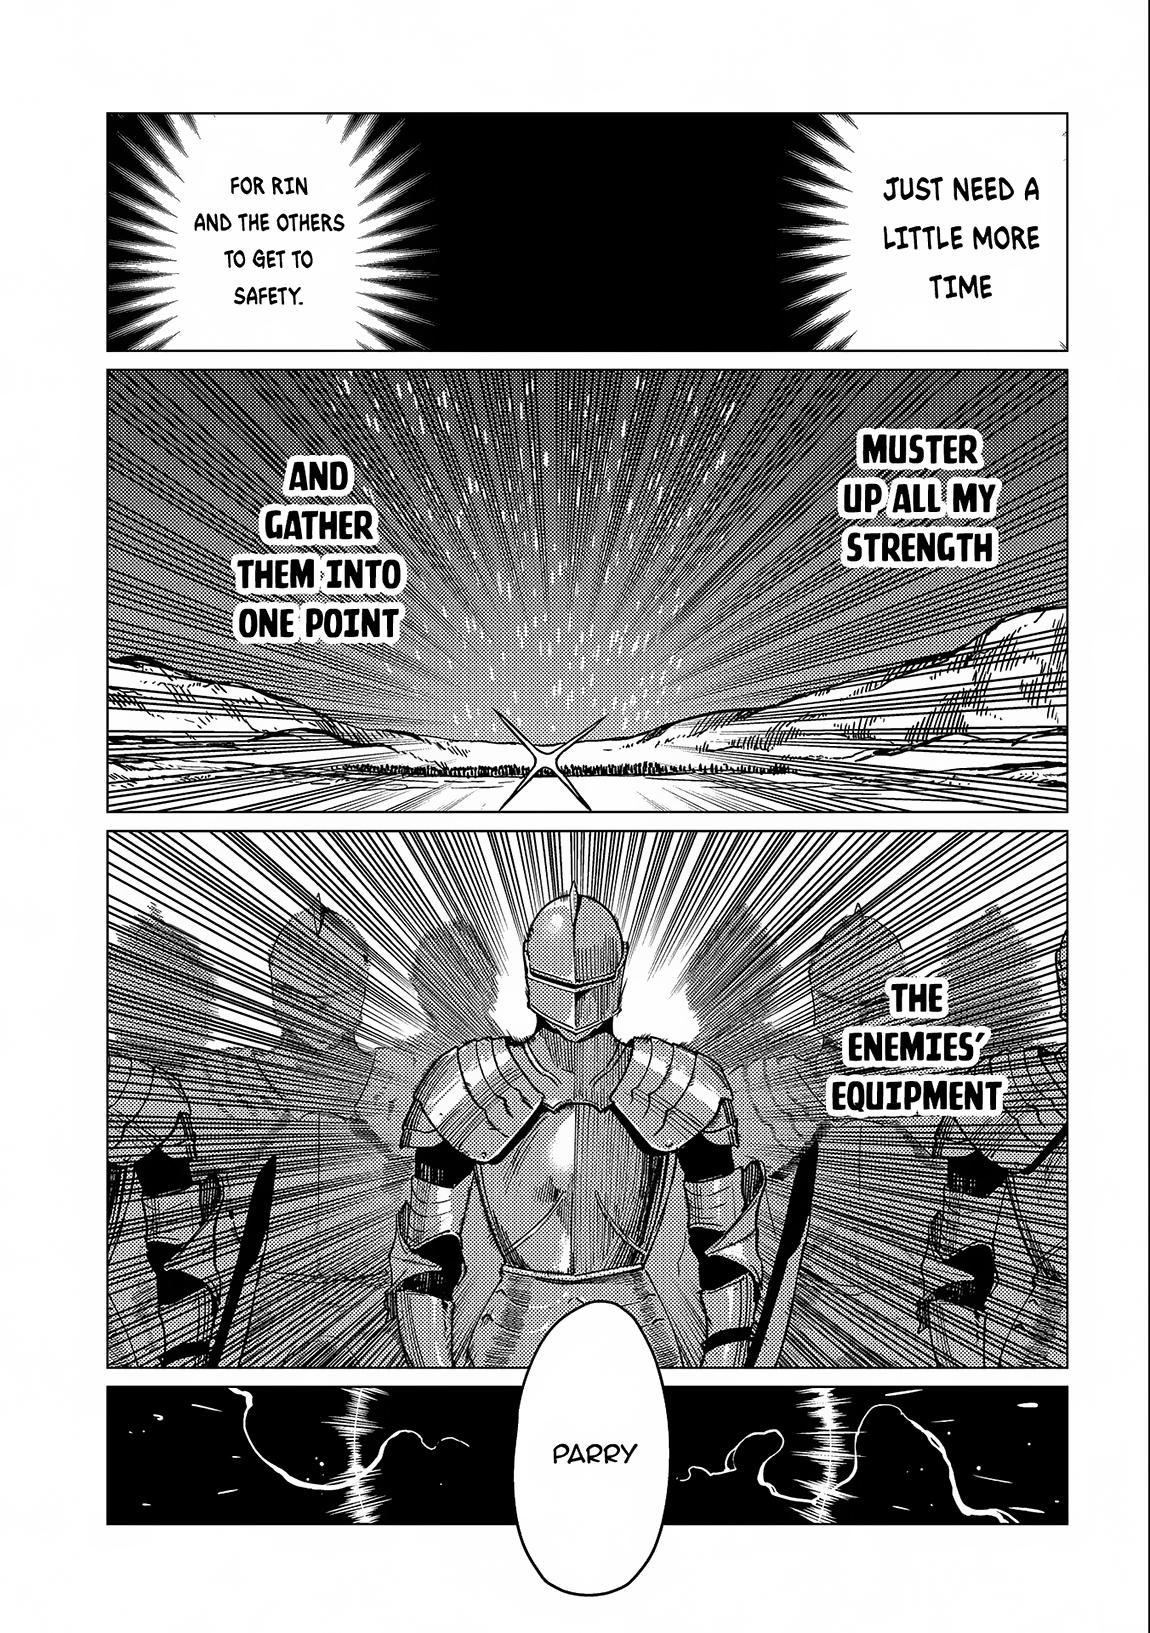 JUST NEED A
LITTLE MORE
TIME
FOR RIN
AND THE OTHERS
TO GET TO
SAFETY.
MUSTER
UP ALL MY
STRENGTH
AND
GATHER
THEM INTO
ONE POINT
THE
ENEMIES'
EQUIPMENT
PARRY